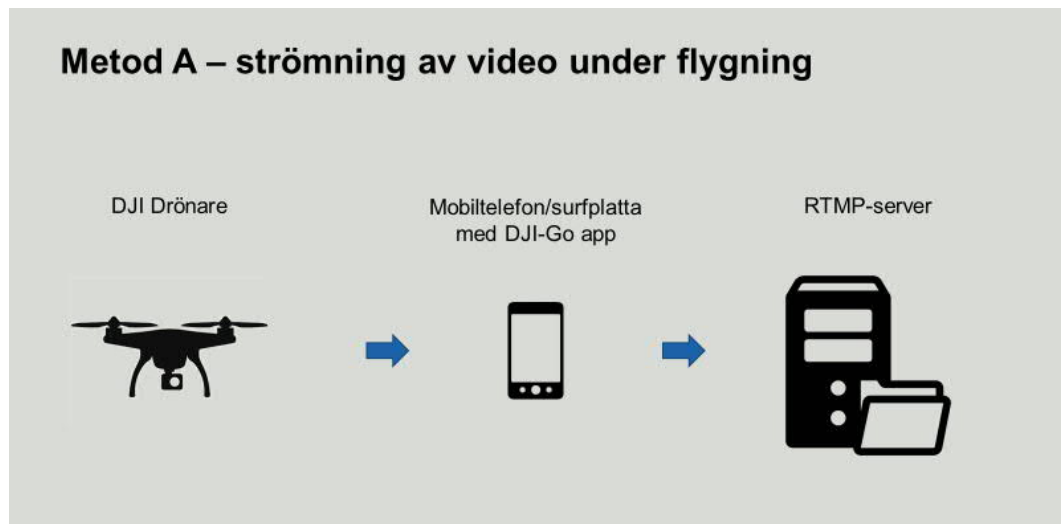 Metod A – strömning av video under flygning
DJI Drönare
Mobiltelefon/surfplatta
med DJI-Go app
RTMP-server